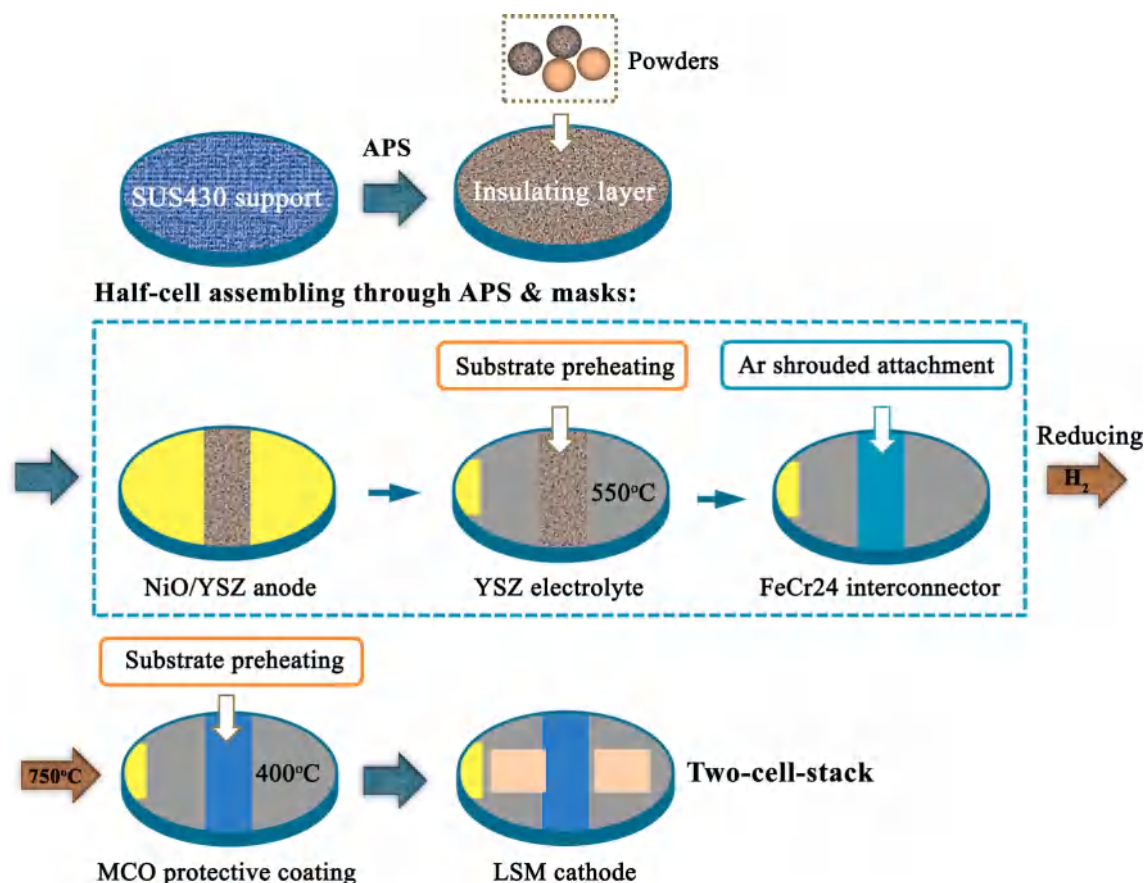 Powders
APS
SUS430 support
Insulating layer
Half-cell assembling through APS & masks:
Substrate preheating
Ar shrouded attachment
Reducing
H₂
550°C
NiO/YSZ anode
YSZ electrolyte
FeCr24 interconnector
Substrate preheating
750°C
400°C
Two-cell-stack
MCO protective coating
LSM cathode